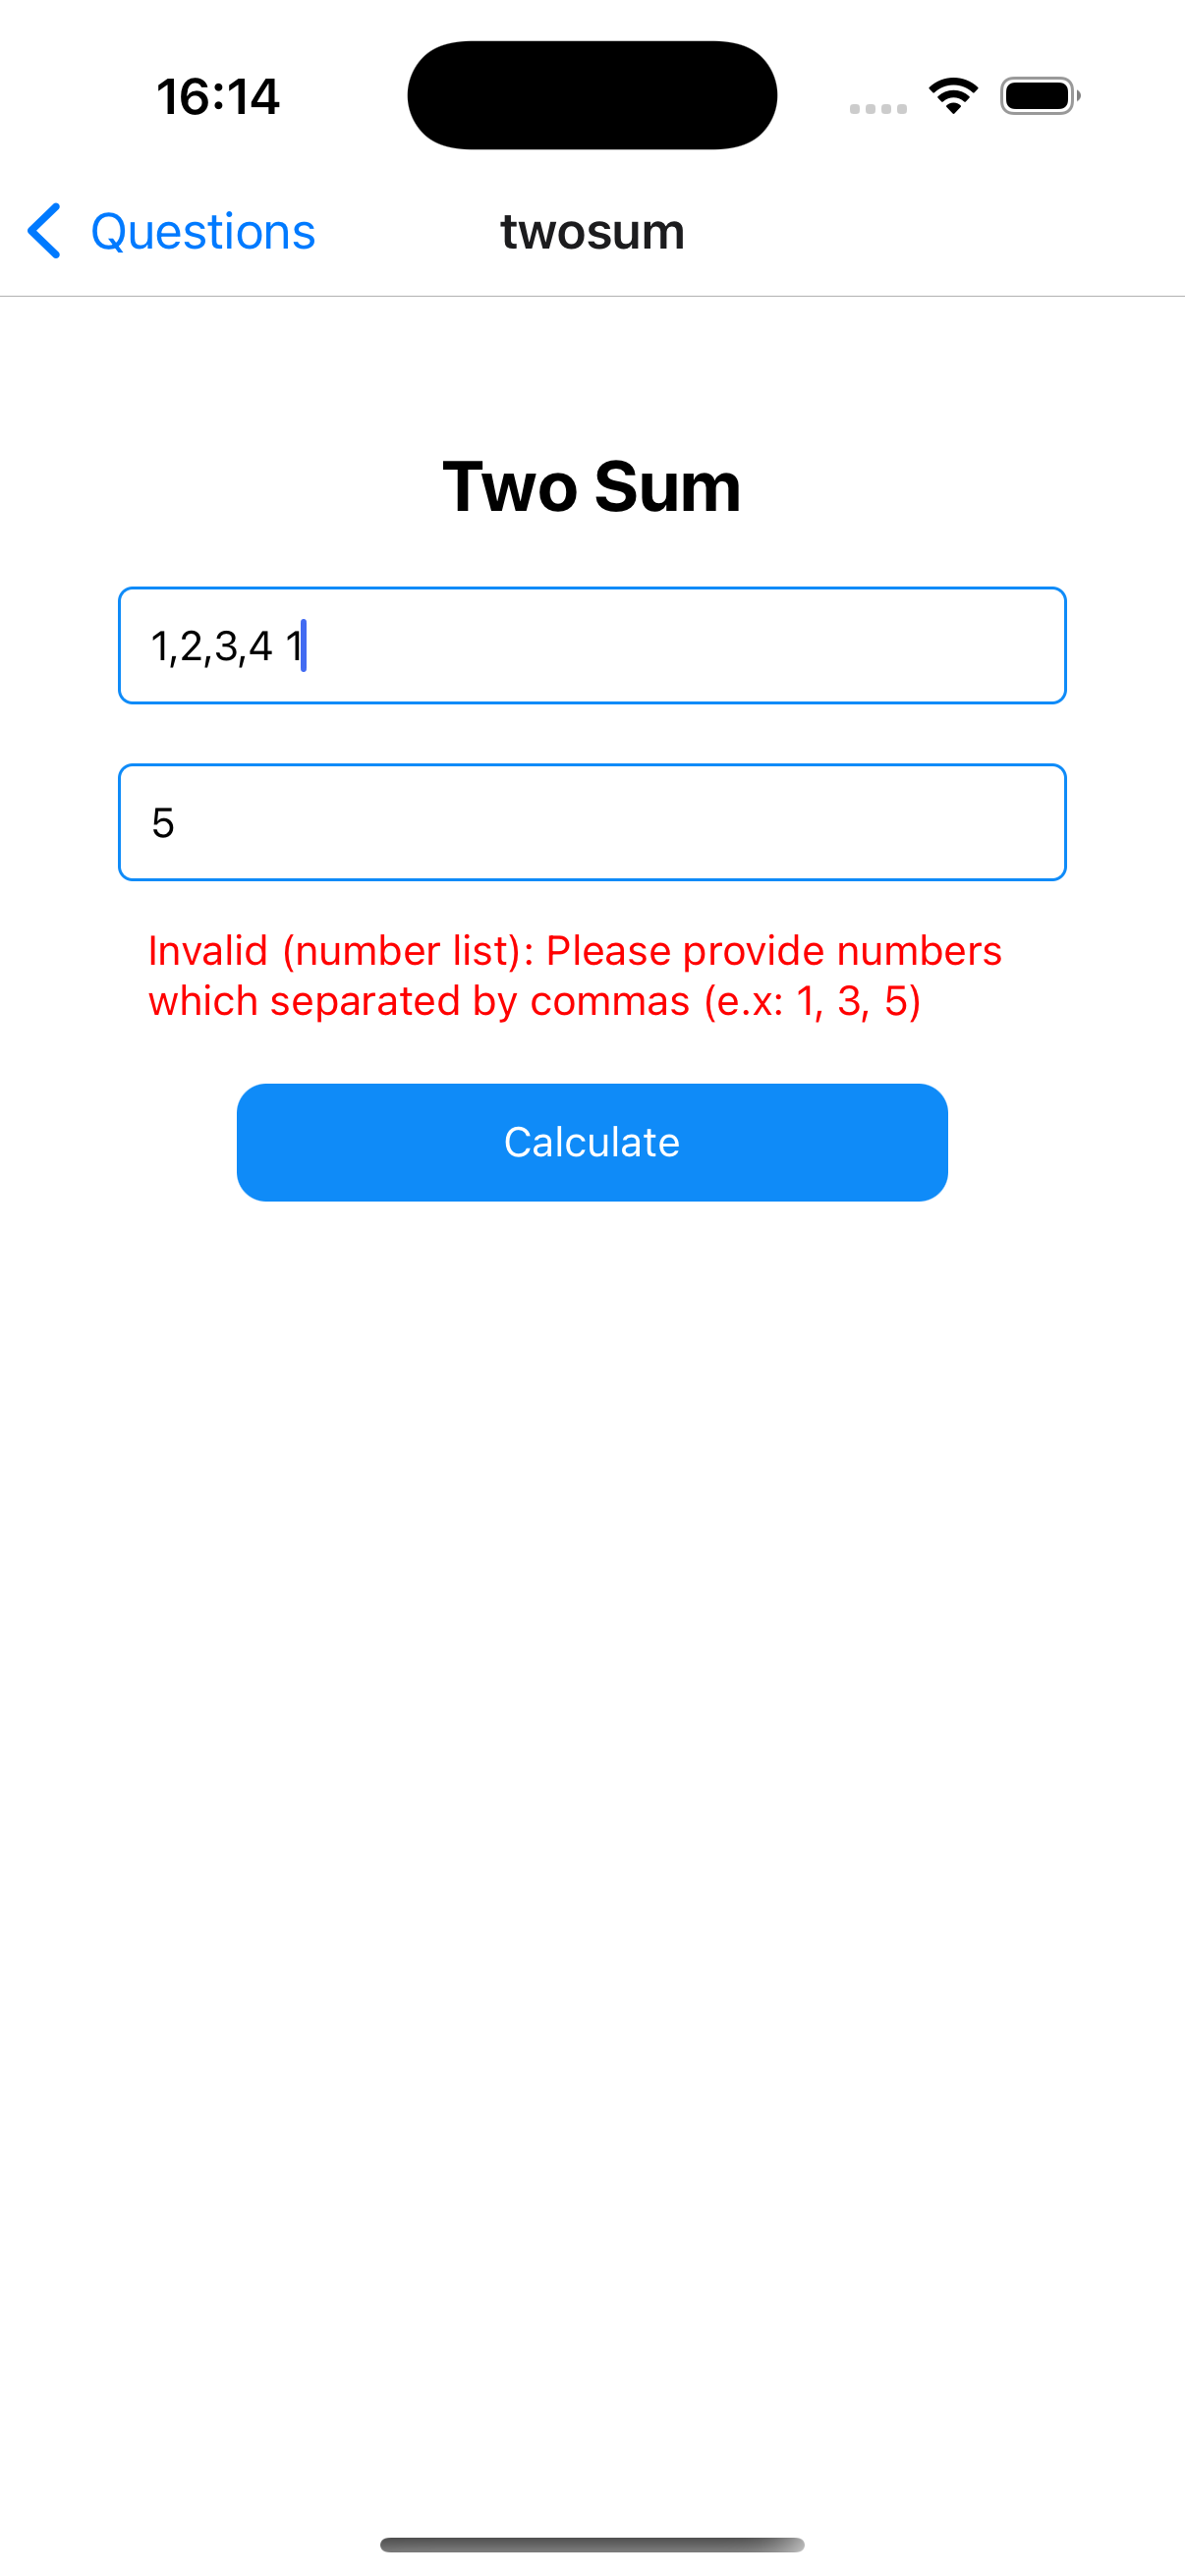 16:14
Questions
twosum
Two Sum
1,2,3,4 1
5
Invalid (number list): Please provide numbers
which separated by commas (e.x: 1, 3, 5)
Calculate